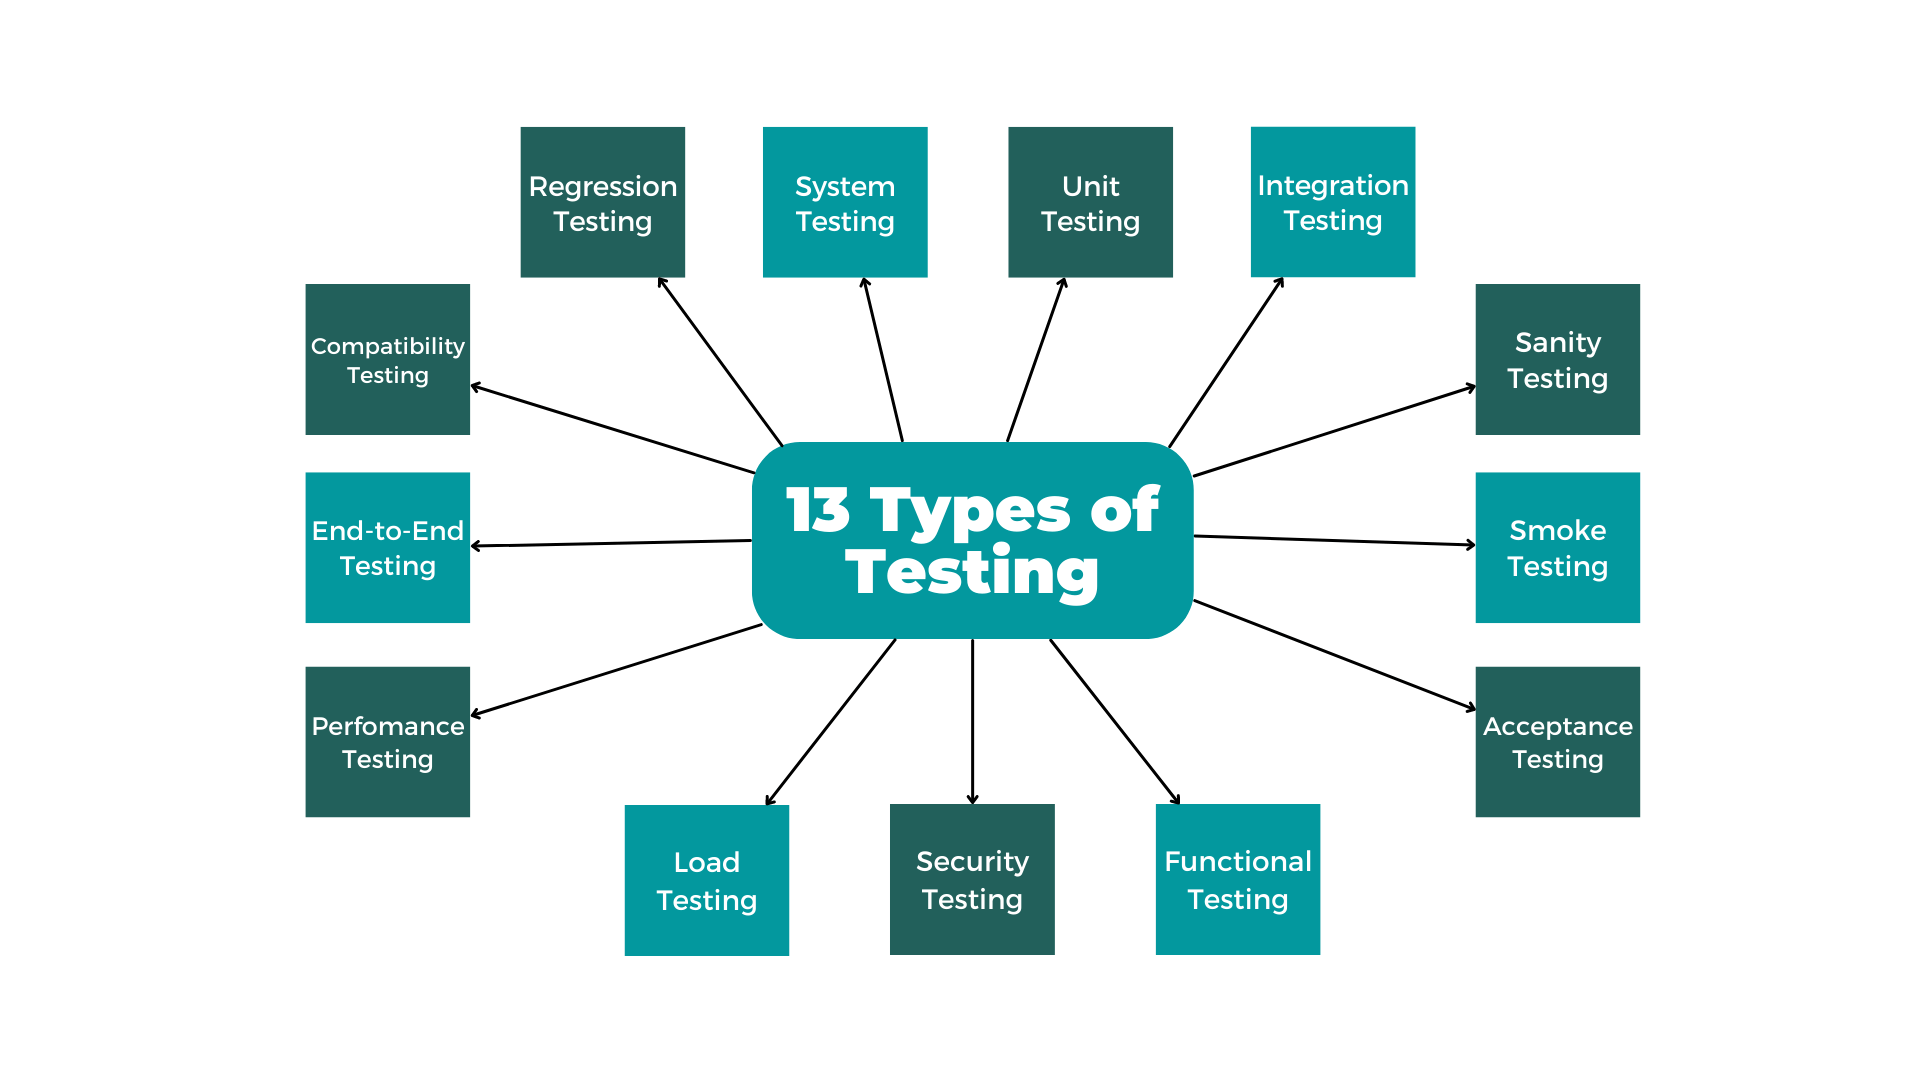 Regression
Testing
System
Testing
Unit
Testing
Integration
Testing
Compatibility
Testing
Sanity
Testing
End-to-End
Testing
13 Types of
Testing
Smoke
Testing
Perfomance
Testing
Acceptance
Testing
Load
Testing
Security
Testing
Functional
Testing